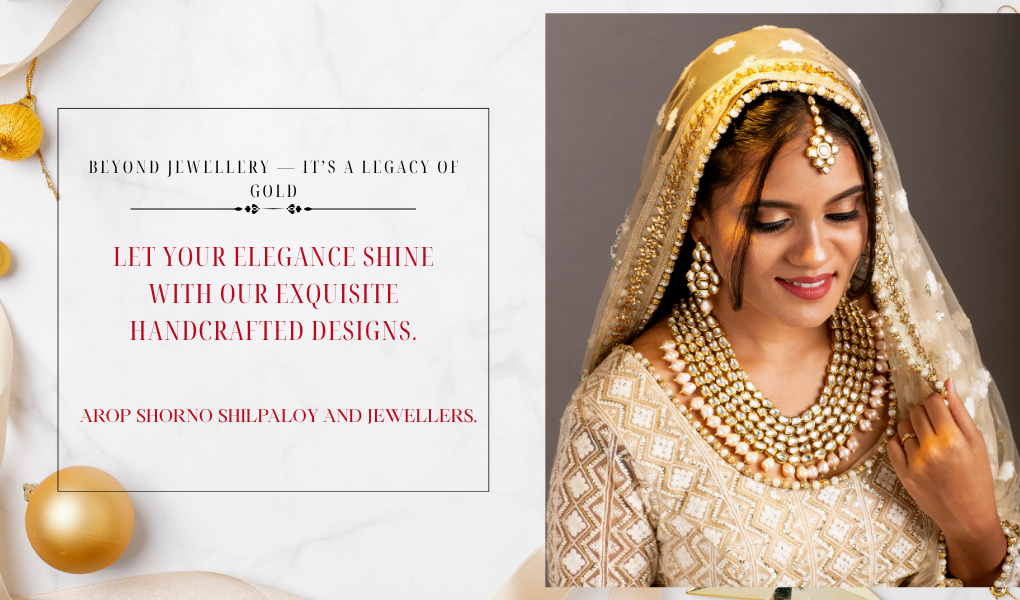 BEYOND JEWELLERY — IT'S A LEGACY OF
GOLD
LET YOUR ELEGANCE SHINE
WITH OUR EXQUISITE
HANDCRAFTED DESIGNS.
AROP SHORNO SHILPALOY AND JEWELLERS.